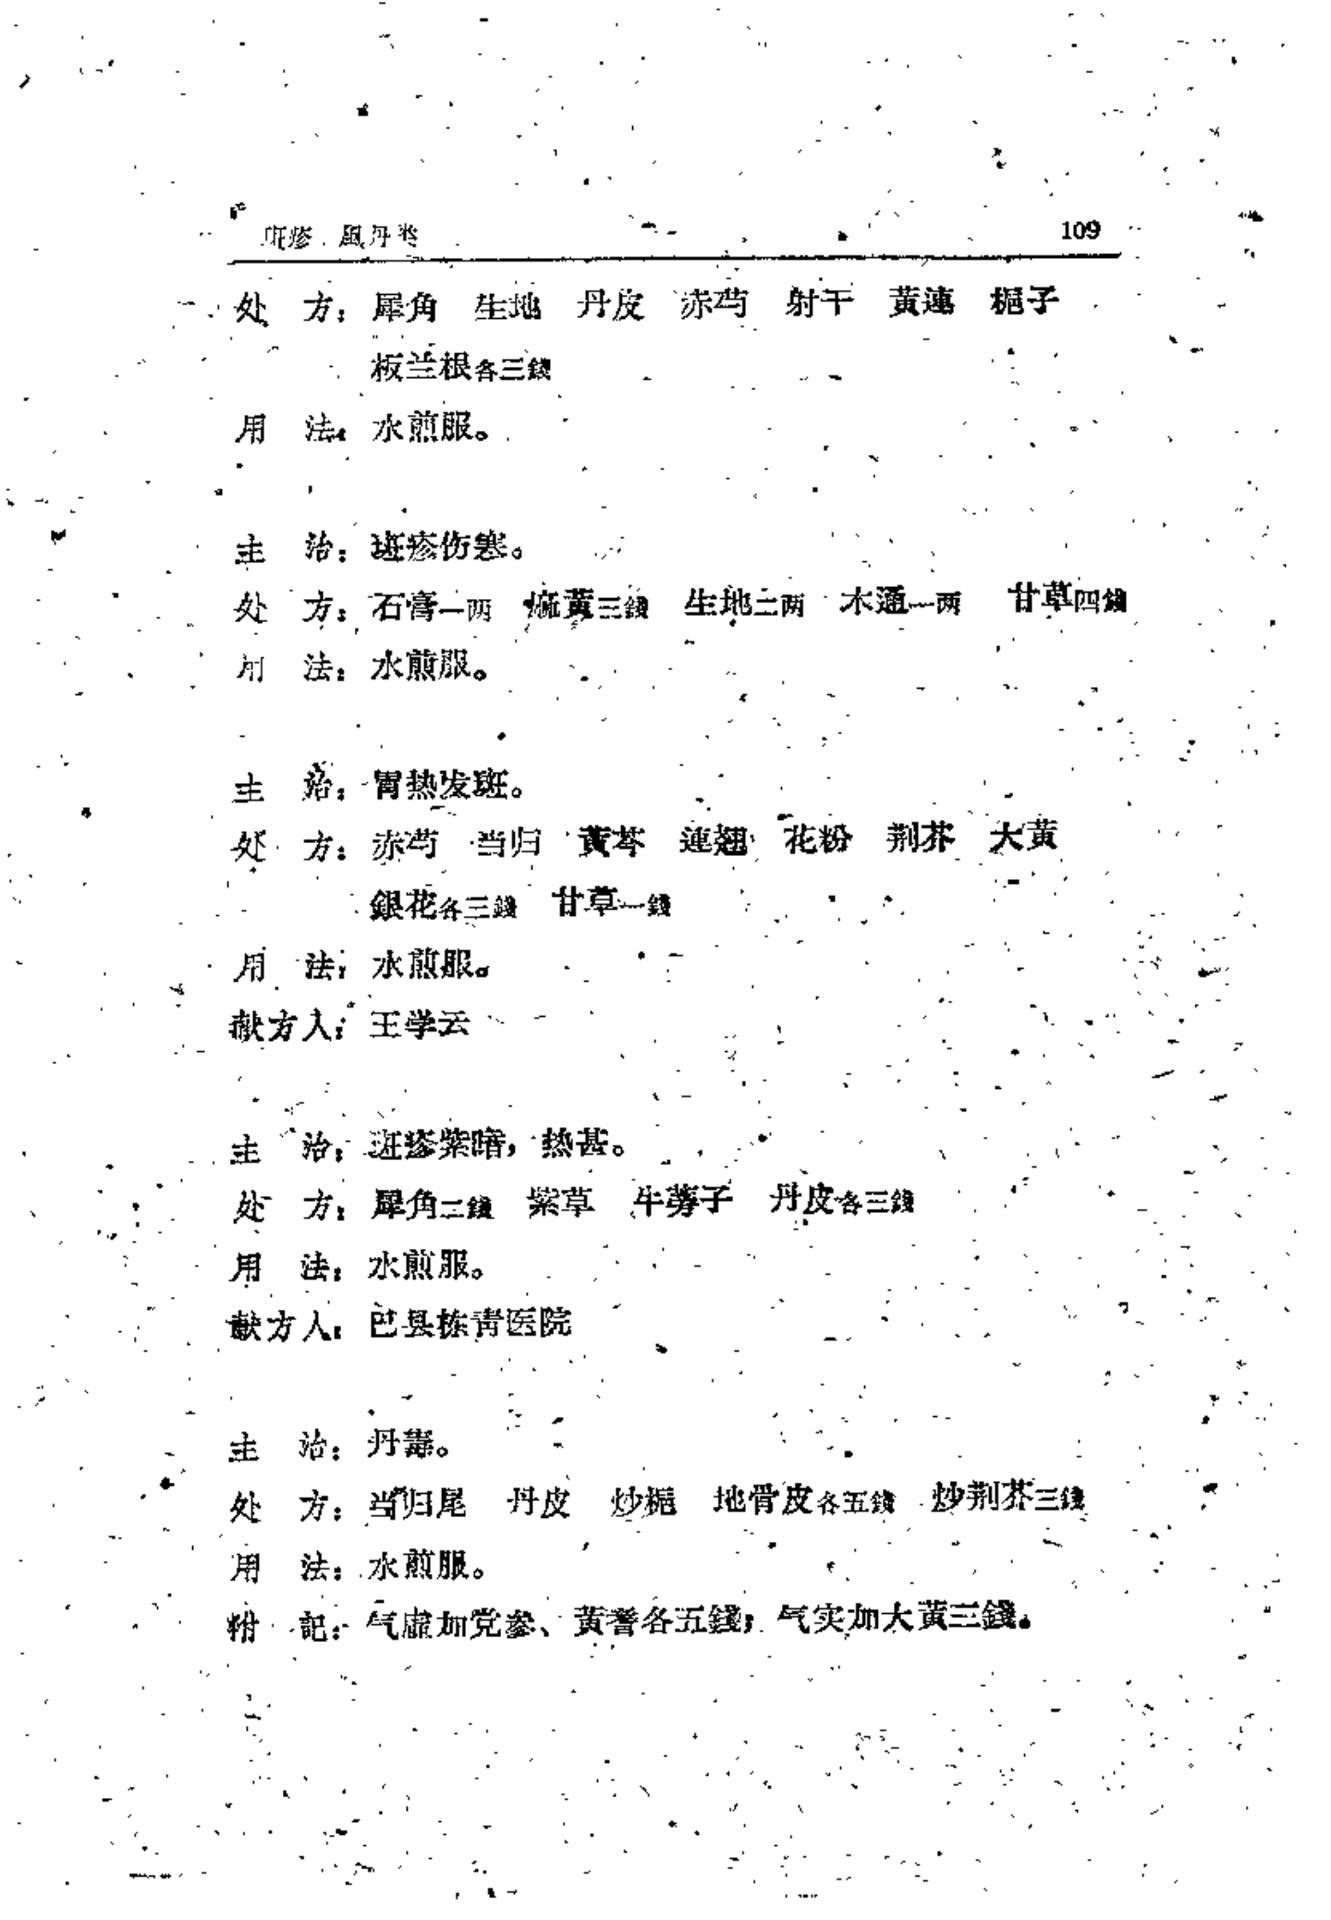 斑疹、風丹类 109
处　方：犀角　生地　丹皮　赤芍　射干　黃連　梔子
板兰根各三錢
用　法：水煎服。
主　治：斑疹伤寒。
处　方：石膏一两　硫黃三錢　生地二两　木通一两　甘草四錢
用　法：水煎服。
主　治：胃热发斑。
处　方：赤芍　当归　黃芩　連翘　花粉　荆芥　大黃
銀花各三錢　甘草一錢
用　法：水煎服。
献方人：王学云
主　治：斑疹紫暗，热甚。
处　方：犀角二錢　紫草　牛蒡子　丹皮各三錢
用　法：水煎服。
献方人：巴县栋青医院
主　治：丹毒。
处　方：当归尾　丹皮　炒梔　地骨皮各五錢　炒荆芥三錢
用　法：水煎服。
附　記：气虛加党参、黃耆各五錢；气实加大黃三錢。